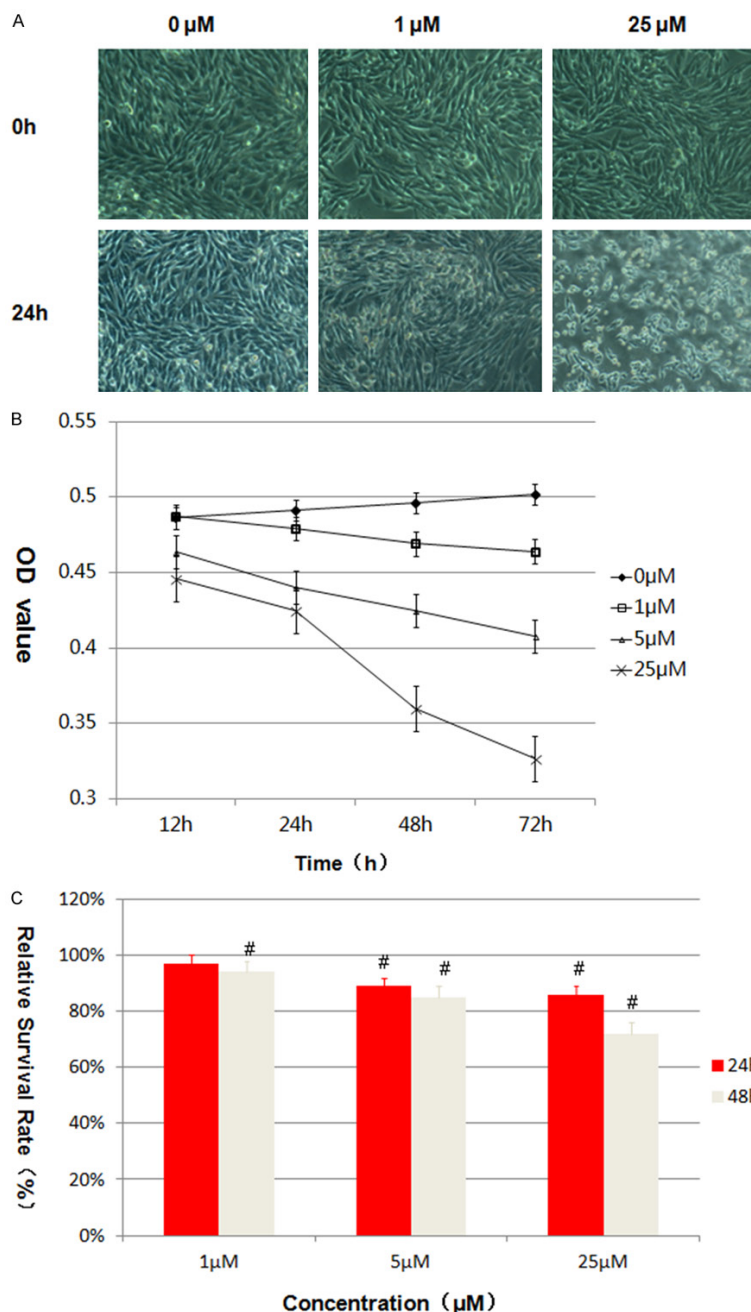 A
0 µM 1 µM 25 µM
0h
24h
B
0.55
0.5
0.45
0.4
0.35
0.3
OD value
12h 24h 48h 72h
Time（h）
0µM
1µM
5µM
25µM
C
120%
100%
80%
60%
40%
20%
0%
Relative Survival Rate
（%）
# # # # #
24h
48h
1µM 5µM 25µM
Concentration（µM）